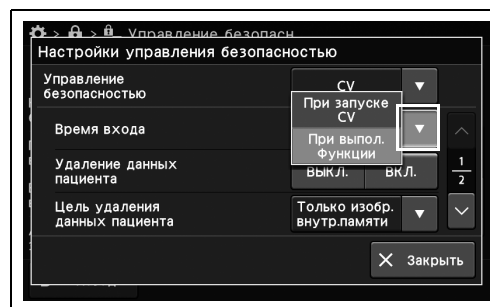 > > Управление безопасн
Настройки управления безопасностью
Управление
безопасностью
CV
При запуске
CV
Время входа
При выпол.
Функции
Удаление данных
пациента
ВЫКЛ. ВКЛ.
1
2
Цель удаления
данных пациента
Только изобр.
внутр.памяти
Закрыть